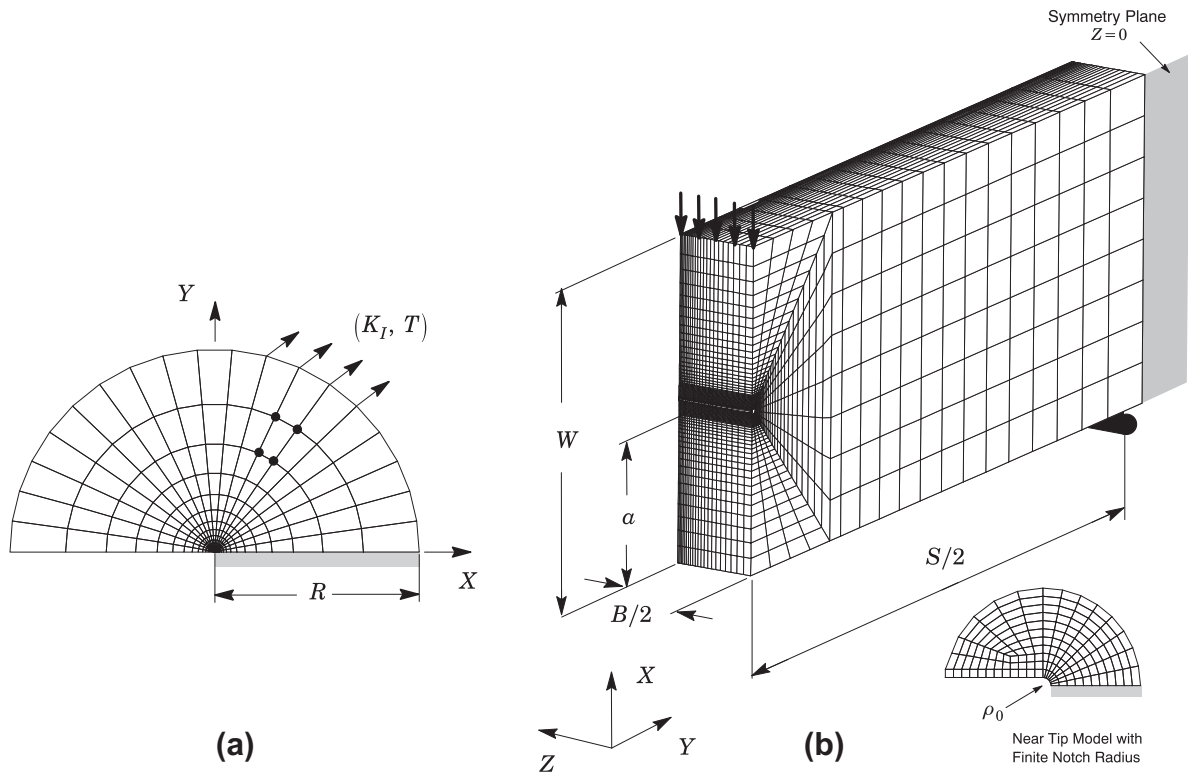 Symmetry Plane
Z=0
Y
(K_I, T)
X
R
W
a
B/2
S/2
X
Y
Z
ρ_0
Near Tip Model with
Finite Notch Radius
(a)
(b)